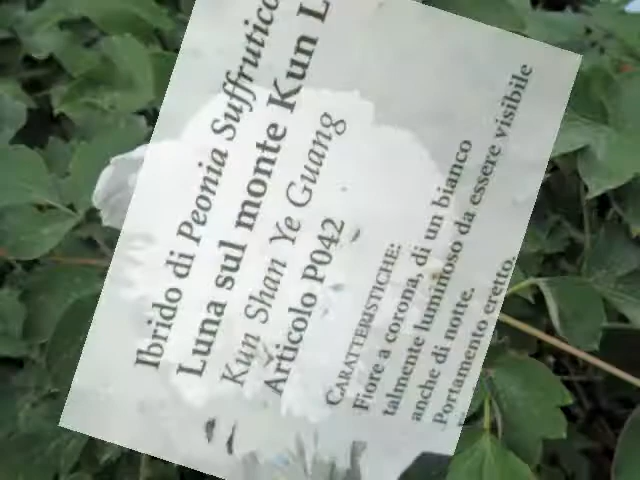 Ibrido di Peonia Suffrutico
Luna sul monte Kun L
Kun Shan Ye Guang
Articolo P042
CARATTERISTICHE:
Fiore a corona, di un bianco
talmente luminoso da essere visibile
anche di notte.
Portamento eretto.